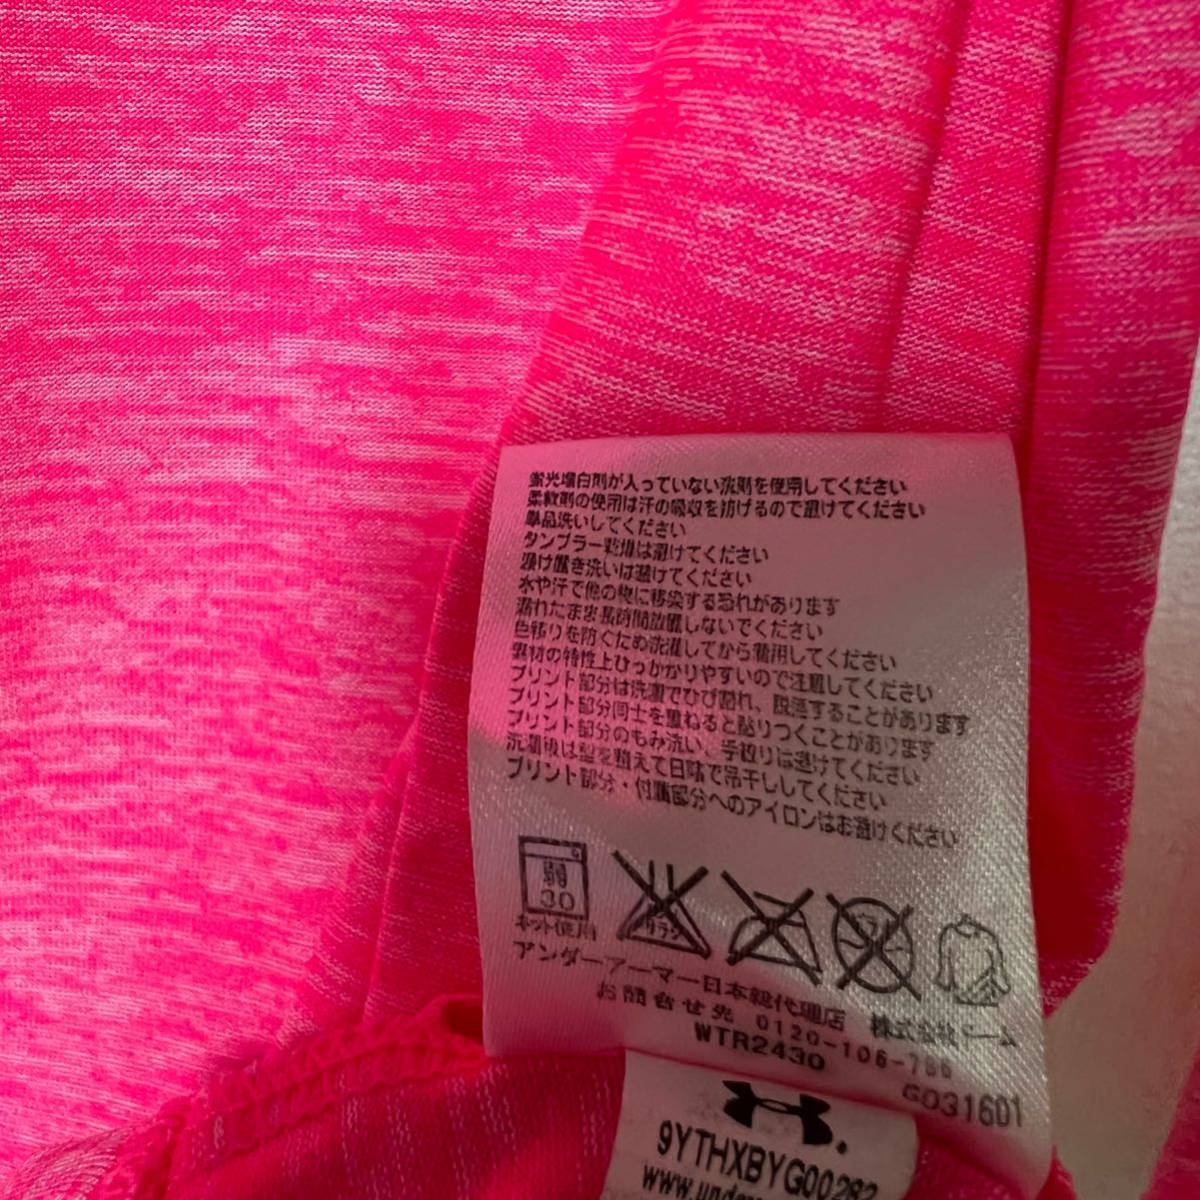 蛍光増白剤が入っていない洗剤を使用してください
柔軟剤の使用は汗の吸収を妨げるので避けてください
単品洗いしてください
タンブラー乾燥は避けてください
浸け置き洗いは避けてください
水や汗で他の物に移染する恐れがあります
濡れたまま長時間放置しないでください
色移りを防ぐため洗濯してから着用してください
素材の特性上ひっかかりやすいので注意してください
プリント部分は洗濯でひび割れ、脱落することがあります
プリント部分同士を重ねると貼りつくことがあります
プリント部分のもみ洗い、手絞りは避けてください
洗濯後は型を整えて日陰で吊干ししてください
プリント部分・付属部分へのアイロンはお避けください
弱
30
ネット使用
アンダーアーマー日本総代理店 株式会社ドーム
お問合せ先 0120-106-786
WTR2430
G031601
9YTHXBYG00282
www.under